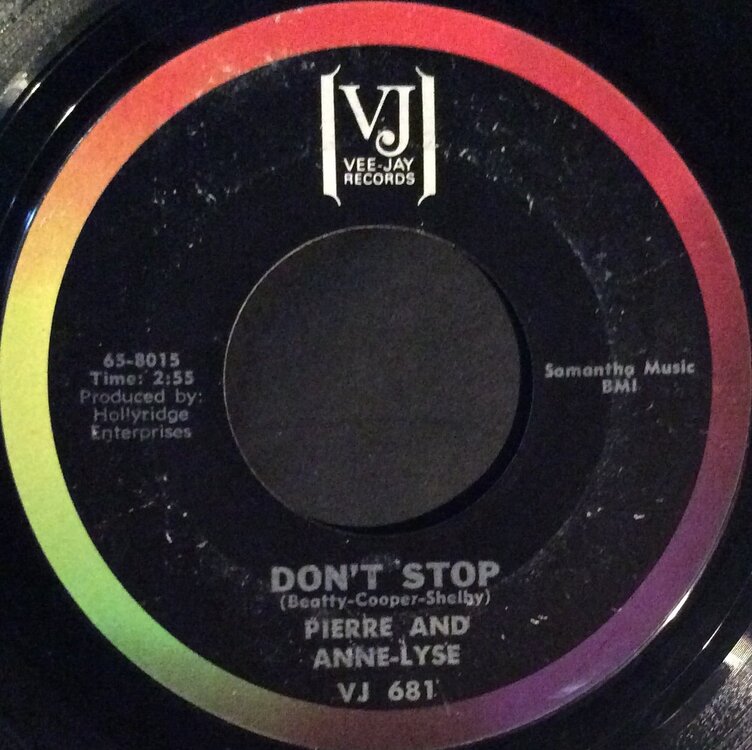 VJ
VEE-JAY
RECORDS
65-8015
Time: 2:55
Produced by:
Hollyridge
Enterprises
Samantha Music
BMI
DON'T STOP
(Beatty-Cooper-Shelby)
PIERRE AND
ANNE-LYSE
VJ 681